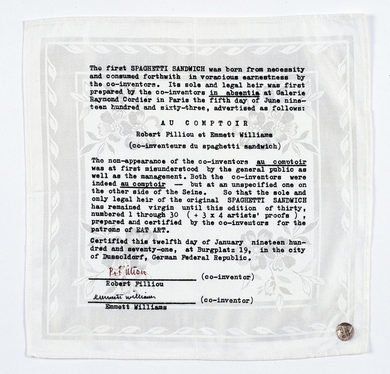 The first SPAGHETTI SANDWICH was born from necessity
and consumed forthwith in voracious earnestness by
the co-inventors. Its sole and legal heir was first
prepared by the co-inventors in absentia at Galerie
Raymond Cordier in Paris the fifth day of June nine-
teen hundred and sixty-three, advertised as follows:
AU COMPTOIR
Robert Filliou et Emmett Williams
(co-inventeurs du spaghetti sandwich)
The non-appearance of the co-inventors au comptoir
was at first misunderstood by the general public as
well as the management. Both the co-inventors were
indeed au comptoir -- but at an unspecified one on
the other side of the Seine. So that the sole and
only legal heir of the original SPAGHETTI SANDWICH
has remained virgin until this edition of thirty,
numbered 1 through 30 ( + 3 x 4 artists' proofs) ,
prepared and certified by the co-inventors for the
patrons of EAT ART.
Certified this twelfth day of January nineteen hun-
dred and seventy-one, at Burgplatz 19, in the city
of Dusseldorf, German Federal Republic.
R. Filliou (co-inventor)
Robert Filliou
emmett williams (co-inventor)
Emmett Williams